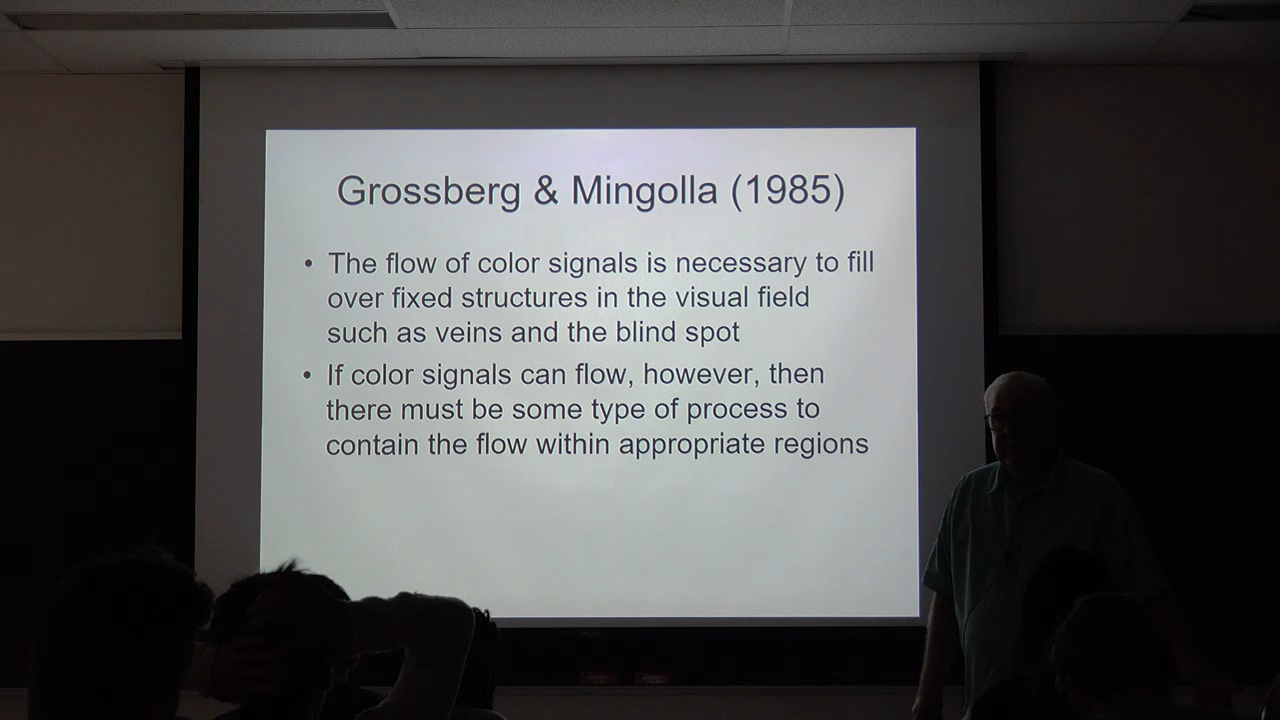 Grossberg & Mingolla (1985)
• The flow of color signals is necessary to fill
over fixed structures in the visual field
such as veins and the blind spot
• If color signals can flow, however, then
there must be some type of process to
contain the flow within appropriate regions